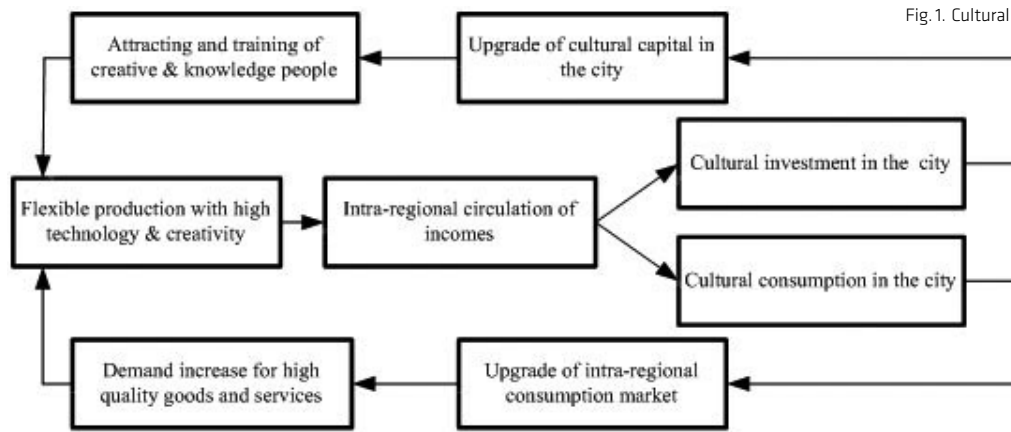 Fig. 1. Cultural
Attracting and training of
creative & knowledge people
Upgrade of cultural capital in
the city
Cultural investment in the city
Flexible production with high
technology & creativity
Intra-regional circulation of
incomes
Cultural consumption in the city
Demand increase for high
quality goods and services
Upgrade of intra-regional
consumption market